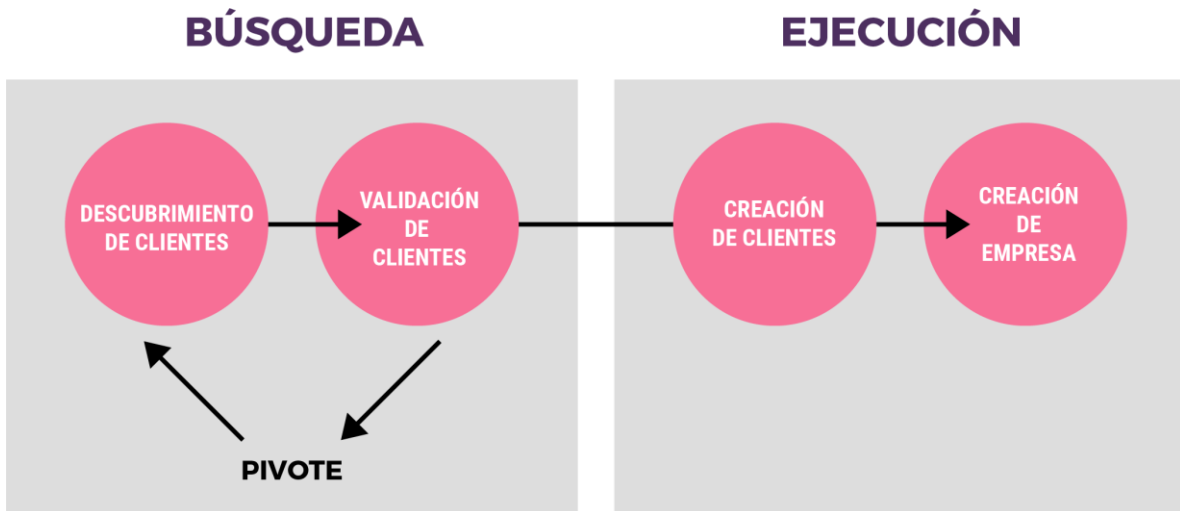 BÚSQUEDA
EJECUCIÓN
DESCUBRIMIENTO
DE CLIENTES
VALIDACIÓN
DE
CLIENTES
CREACIÓN
DE CLIENTES
CREACIÓN
DE
EMPRESA
PIVOTE